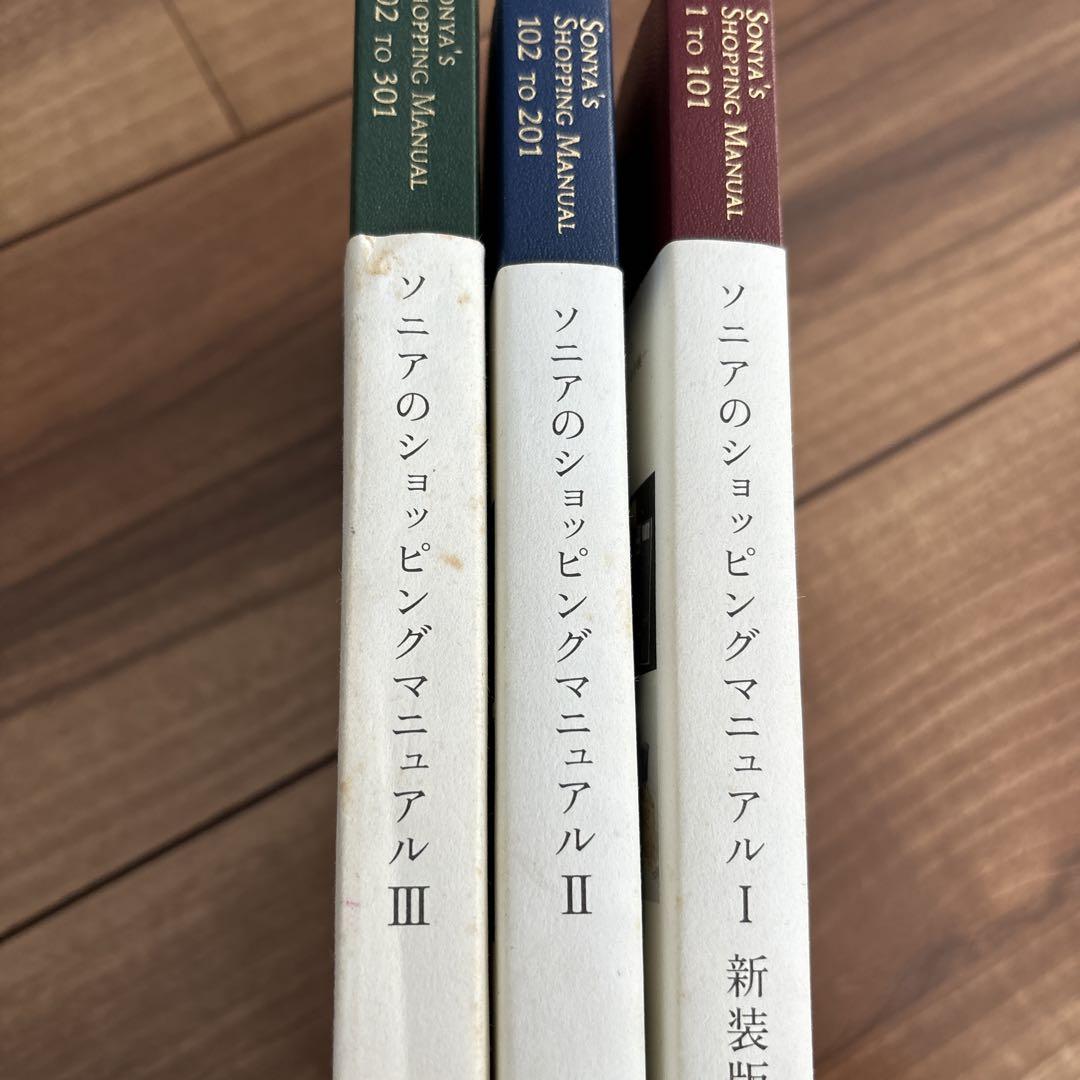 SONYA'S
SHOPPING MANUAL
02 TO 301
ソニアのショッピングマニュアル III
SONYA'S
SHOPPING MANUAL
102 TO 201
ソニアのショッピングマニュアル II
SONYA'S
SHOPPING MANUAL
1 TO 101
ソニアのショッピングマニュアル I 新装版